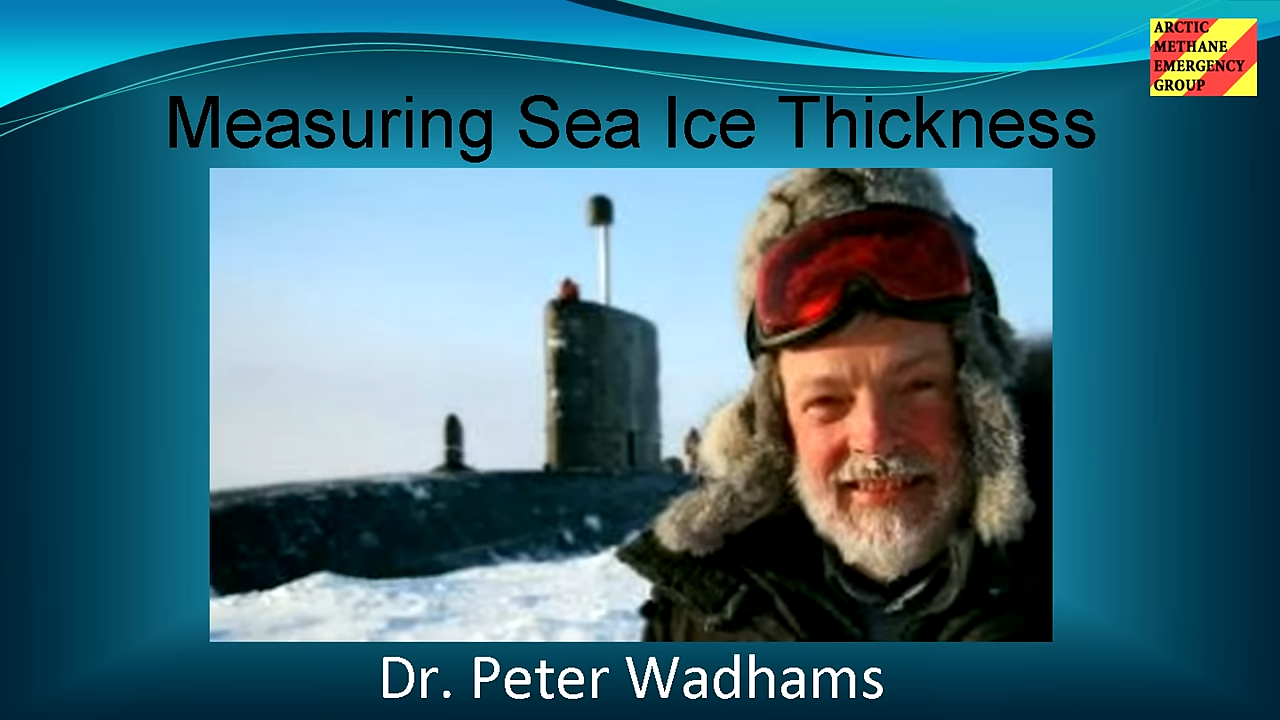 ARCTIC
METHANE
EMERGENCY
GROUP
Measuring Sea Ice Thickness
Dr. Peter Wadhams